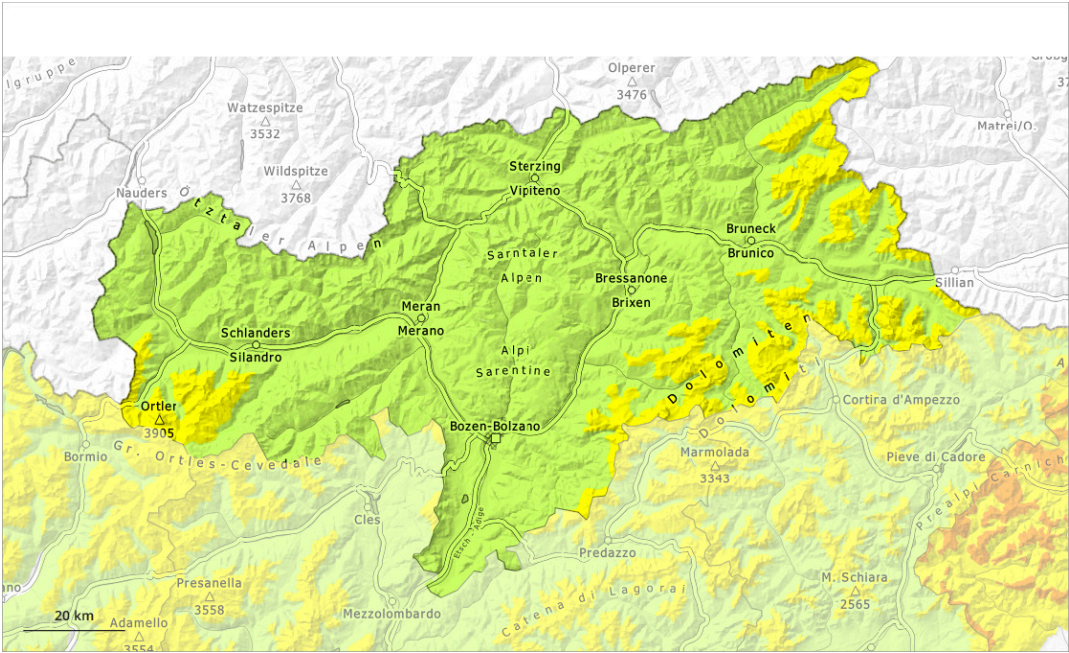 lgruppe
Olperer
3476
Watzespitze
3532
Matrei/O.
Wildspitze
3768
Nauders
Ötztaler Alpen
Sterzing
Vipiteno
Sarntaler
Alpen
Bruneck
Brunico
Bressanone
Brixen
Sillian
Meran
Merano
Schlanders
Silandro
Alpi
Sarentine
Dolomiten
Dolomiti
Ortler
3905
Bozen-Bolzano
Cortina d'Ampezzo
Bormio
Gr. Ortles-Cevedale
Marmolada
3343
Pieve di Cadore
Prealpi Carnich
Cles
Etsch - Adige
Predazzo
ano
Presanella
3558
Mezzolombardo
M. Schiara
2565
Catena di Lagorai
20 km
Adamello
3554